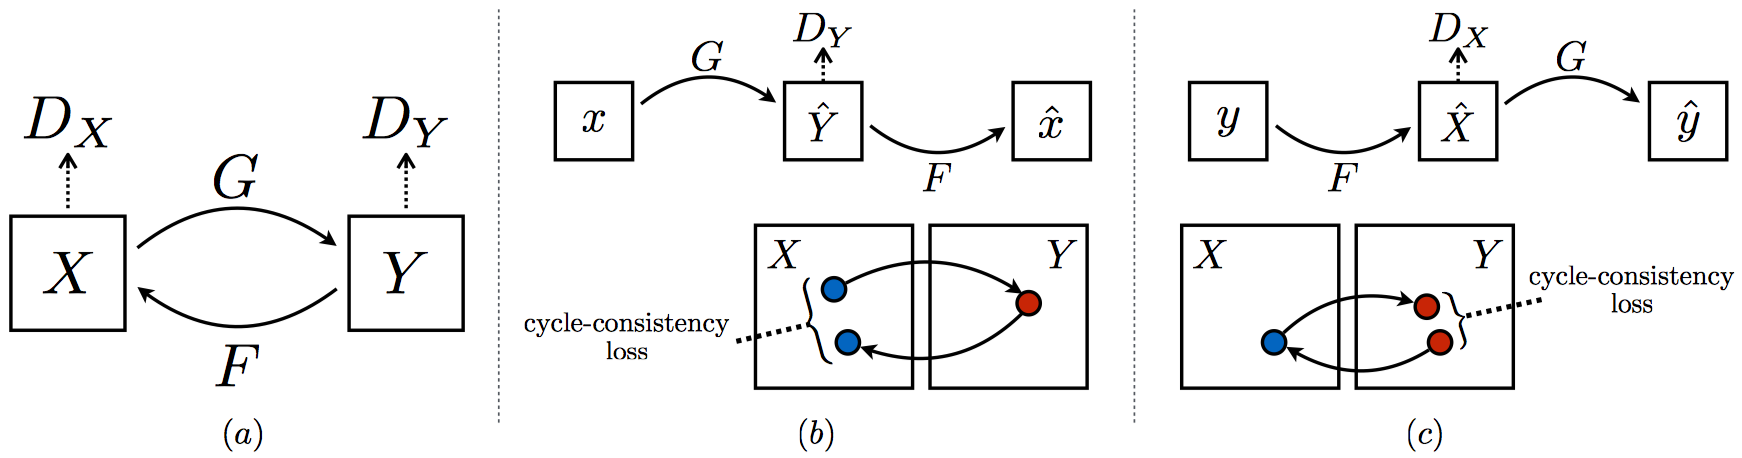 D_X
D_Y
G
X
Y
F
(a)
D_Y
G
x
Ŷ
x̂
F
X
Y
cycle-consistency
loss
(b)
D_X
G
y
X̂
ŷ
F
X
Y
cycle-consistency
loss
(c)